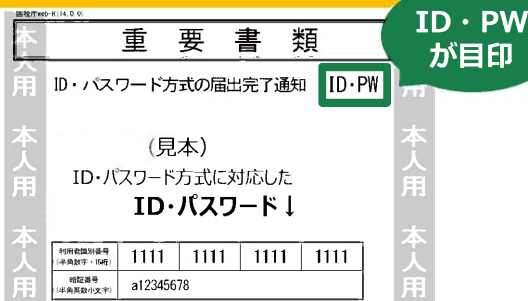 国税庁web-H(14.0.0)
重要書類
ID・PW
が目印
ID・パスワード方式の届出完了通知 ID・PW
本人用
本人用
本人用
本人用
本人用
(見本)
ID・パスワード方式に対応した
ID・パスワード↓
利用者識別番号
(半角数字・16桁)
1111 1111 1111 1111
暗証番号
(半角英数小文字)
a12345678